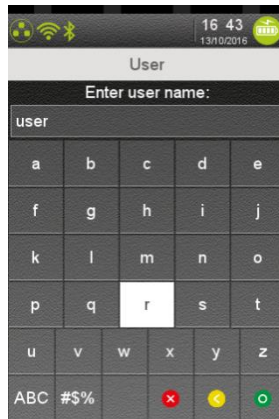 16 43
13/10/2016
User
Enter user name:
user
a b c d e
f g h i j
k l m n o
p q r s t
u v w x y z
ABC #$%